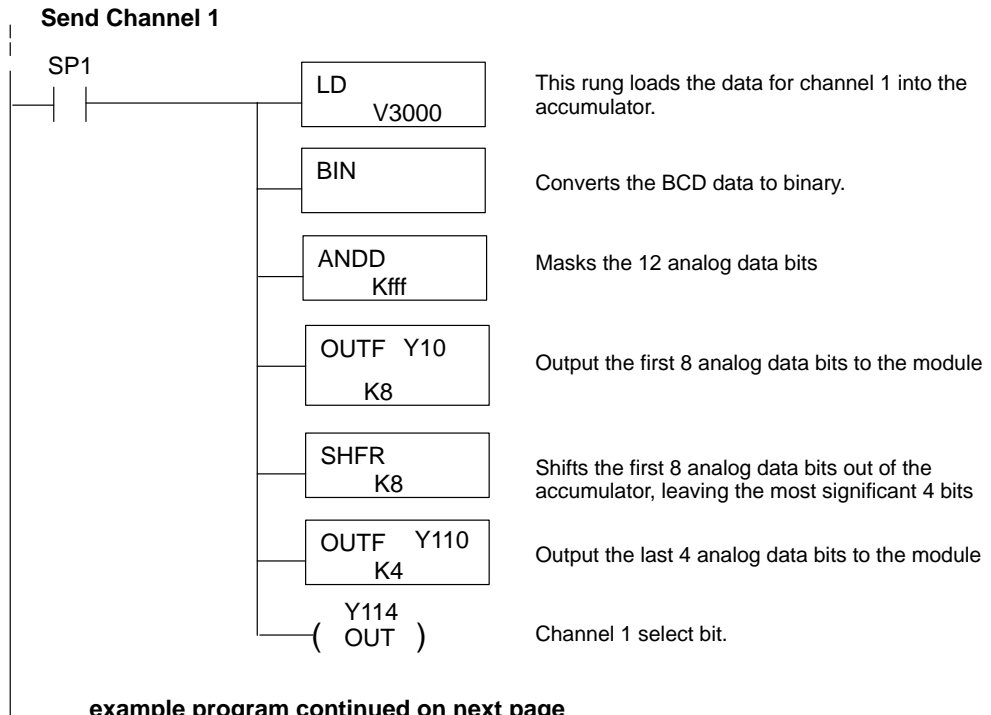 Send Channel 1
SP1
LD
V3000
This rung loads the data for channel 1 into the
accumulator.
BIN
Converts the BCD data to binary.
ANDD
Kfff
Masks the 12 analog data bits
OUTF Y10
K8
Output the first 8 analog data bits to the module
SHFR
K8
Shifts the first 8 analog data bits out of the
accumulator, leaving the most significant 4 bits
OUTF Y110
K4
Output the last 4 analog data bits to the module
Y114
( OUT )
Channel 1 select bit.
example program continued on next page